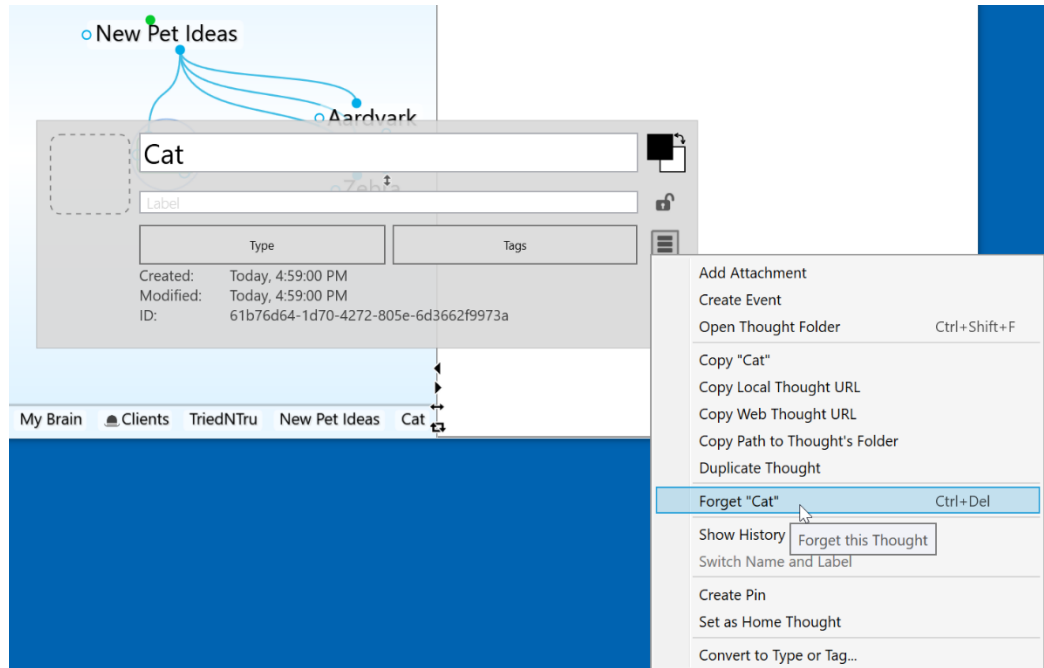 New Pet Ideas
Aardvark
Cat
Zebra
Label
Type
Tags
Created: Today, 4:59:00 PM
Modified: Today, 4:59:00 PM
ID: 61b76d64-1d70-4272-805e-6d3662f9973a
My Brain Clients TriedNTru New Pet Ideas Cat
Add Attachment
Create Event
Open Thought Folder Ctrl+Shift+F
Copy "Cat"
Copy Local Thought URL
Copy Web Thought URL
Copy Path to Thought's Folder
Duplicate Thought
Forget "Cat" Ctrl+Del
Show History
Forget this Thought
Switch Name and Label
Create Pin
Set as Home Thought
Convert to Type or Tag...